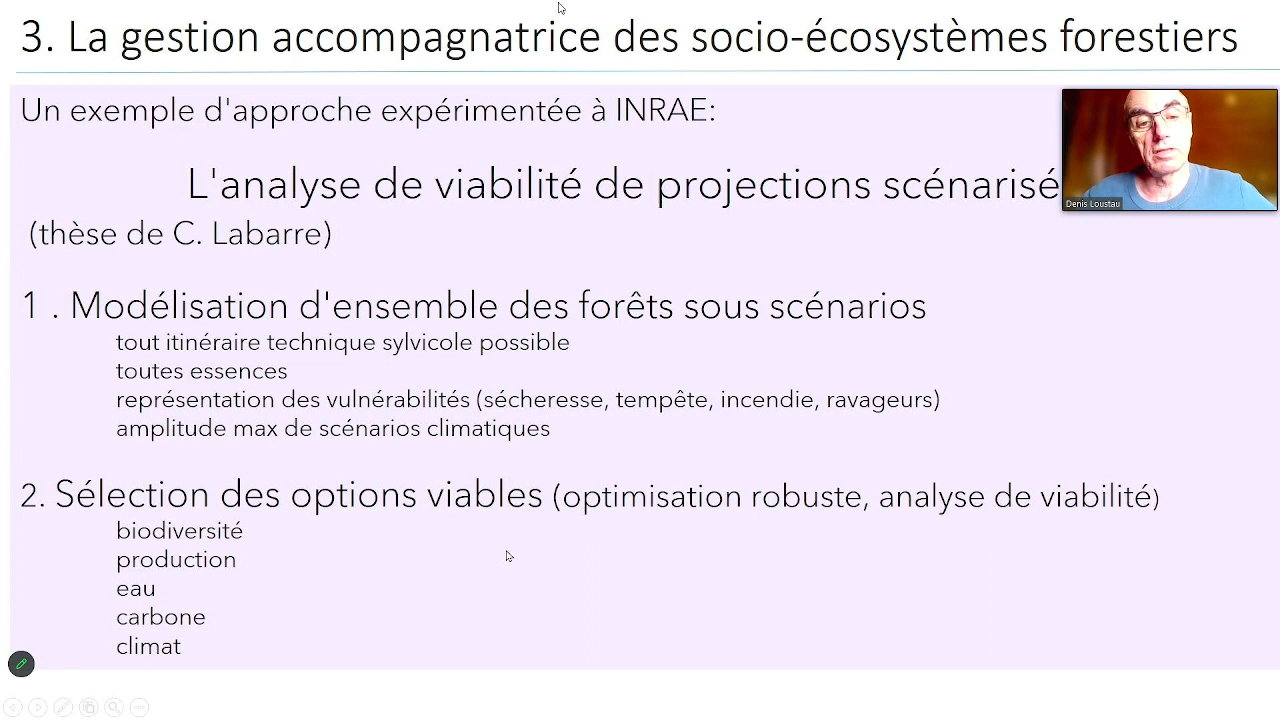 3. La gestion accompagnatrice des socio-écosystèmes forestiers
Un exemple d'approche expérimentée à INRAE:
L'analyse de viabilité de projections scénarisé
Denis Loustau
(thèse de C. Labarre)
1 . Modélisation d'ensemble des forêts sous scénarios
tout itinéraire technique sylvicole possible
toutes essences
représentation des vulnérabilités (sécheresse, tempête, incendie, ravageurs)
amplitude max de scénarios climatiques
2. Sélection des options viables (optimisation robuste, analyse de viabilité)
biodiversité
production
eau
carbone
climat